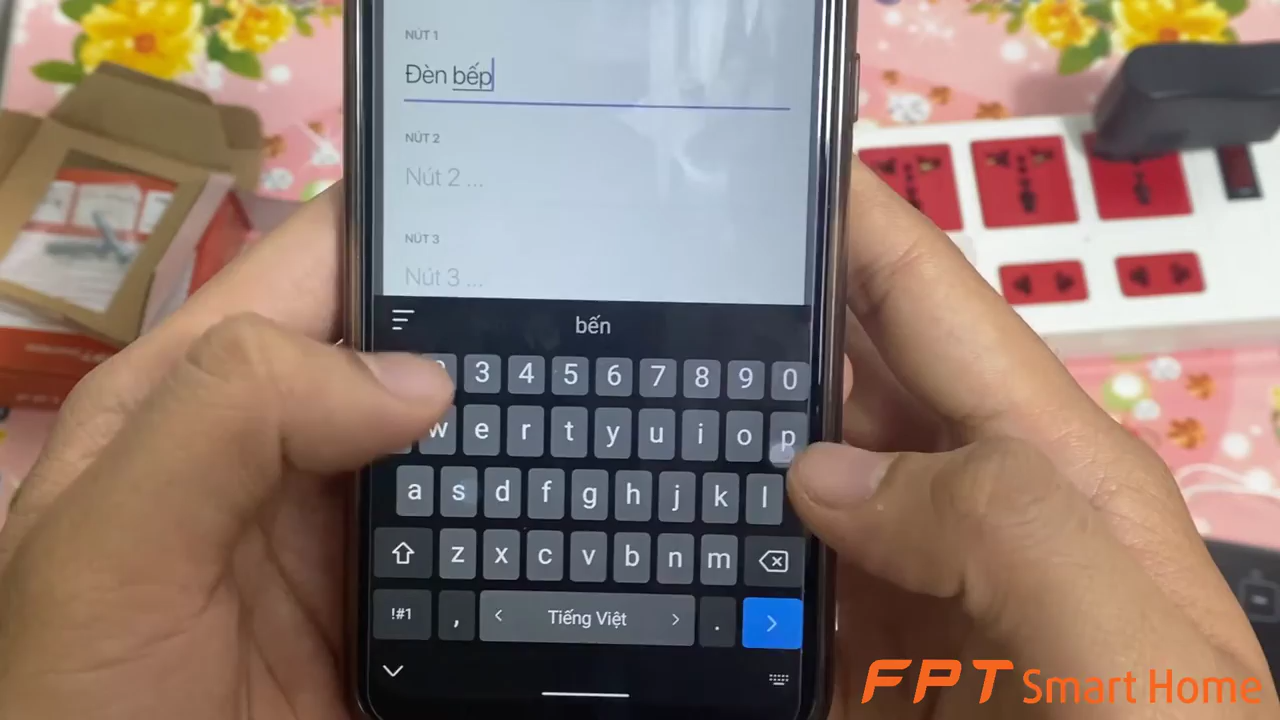 NÚT 1
Đèn bếp
NÚT 2
Nút 2 ...
NÚT 3
Nút 3 ...
bến
3 4 5 6 7 8 9 0
w e r t y u i o p
a s d f g h j k l
z x c v b n m
!#1 , < Tiếng Việt > .
FPT Smart Home